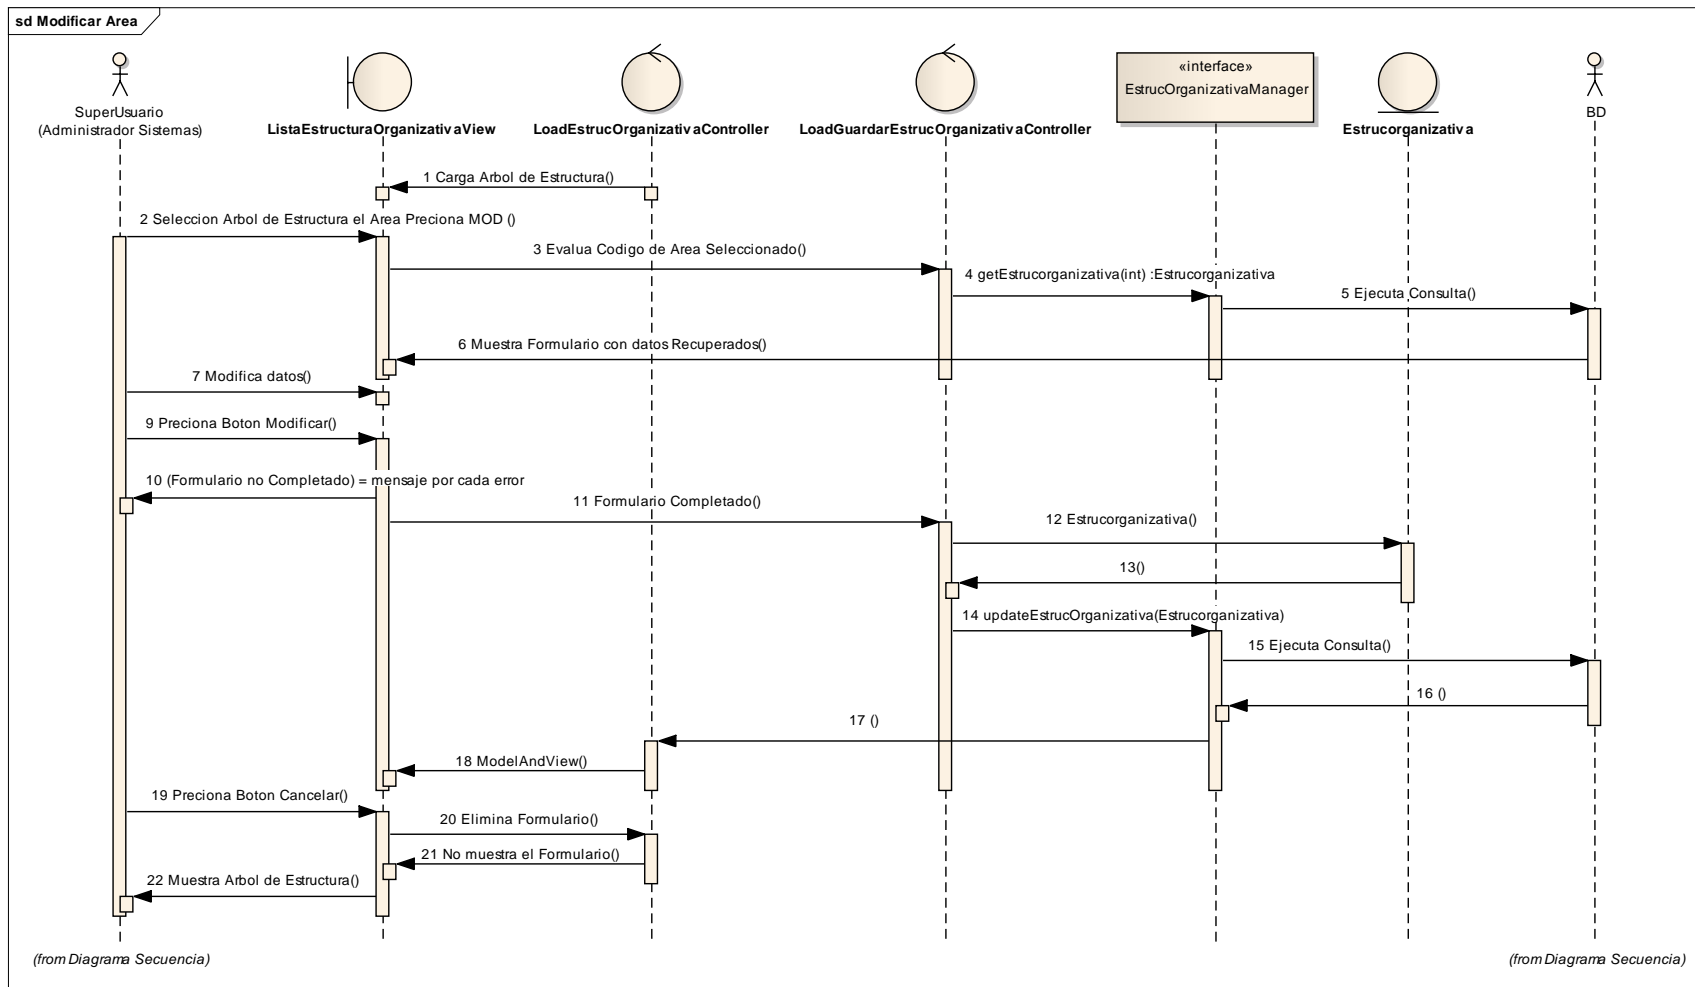 sd Modificar Area
SuperUsuario
(Administrador Sistemas)
ListaEstructuraOrganizativaView
LoadEstrucOrganizativaController
LoadGuardarEstrucOrganizativaController
«interface»
EstrucOrganizativaManager
Estrucorganizativa
BD
1 Carga Arbol de Estructura()
2 Seleccion Arbol de Estructura el Area Preciona MOD ()
3 Evalua Codigo de Area Seleccionado()
4 getEstrucorganizativa(int) :Estrucorganizativa
5 Ejecuta Consulta()
6 Muestra Formulario con datos Recuperados()
7 Modifica datos()
9 Preciona Boton Modificar()
10 (Formulario no Completado) = mensaje por cada error
11 Formulario Completado()
12 Estrucorganizativa()
13()
14 updateEstrucOrganizativa(Estrucorganizativa)
15 Ejecuta Consulta()
16 ()
17 ()
18 ModelAndView()
19 Preciona Boton Cancelar()
20 Elimina Formulario()
21 No muestra el Formulario()
22 Muestra Arbol de Estructura()
(from Diagrama Secuencia)
(from Diagrama Secuencia)